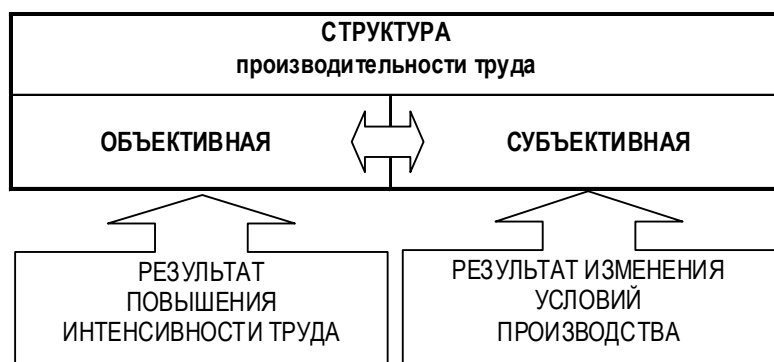 СТРУКТУРА
производительности труда
ОБЪЕКТИВНАЯ
СУБЪЕКТИВНАЯ
РЕЗУЛЬТАТ
ПОВЫШЕНИЯ
ИНТЕНСИВНОСТИ ТРУДА
РЕЗУЛЬТАТ ИЗМЕНЕНИЯ
УСЛОВИЙ
ПРОИЗВОДСТВА